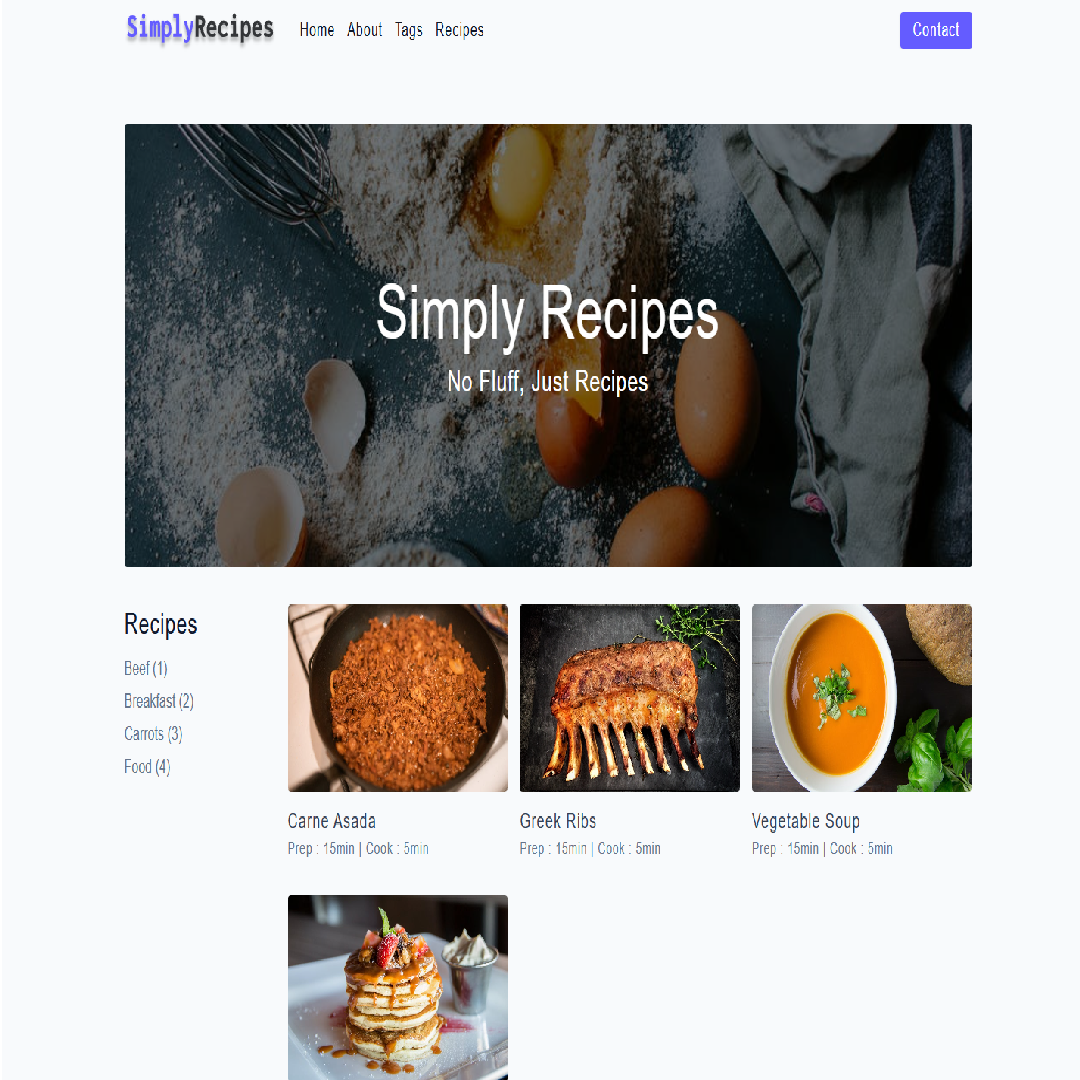 SimplyRecipes Home About Tags Recipes Contact
Simply Recipes
No Fluff, Just Recipes
Recipes
Beef (1)
Breakfast (2)
Carrots (3)
Food (4)
Carne Asada
Prep : 15min | Cook : 5min
Greek Ribs
Prep : 15min | Cook : 5min
Vegetable Soup
Prep : 15min | Cook : 5min